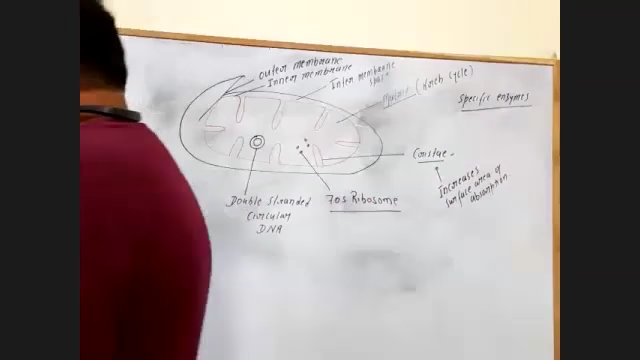 outer membrane
Inner membrane
Inter membrane
space
Matrix (Kreb cycle)
Specific enzymes
Cristae
Increases
surface area of
absorption
70s Ribosome
Double stranded
Circular
DNA